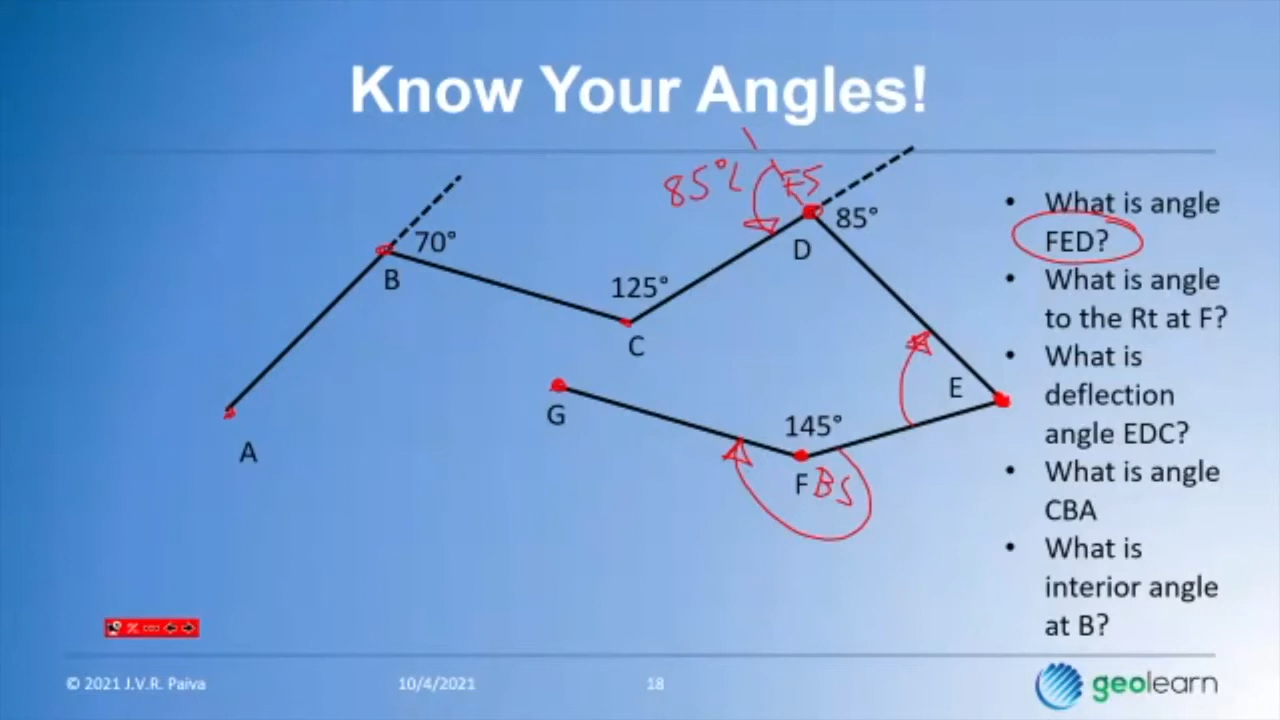 Know Your Angles!
85°L
FS
70°
B
125°
C
D
85°
A
G
145°
E
F
BS
• What is angle
FED?
• What is angle
to the Rt at F?
• What is
deflection
angle EDC?
• What is angle
CBA
• What is
interior angle
at B?
© 2021 J.V.R. Paiva
10/4/2021
18
geolearn